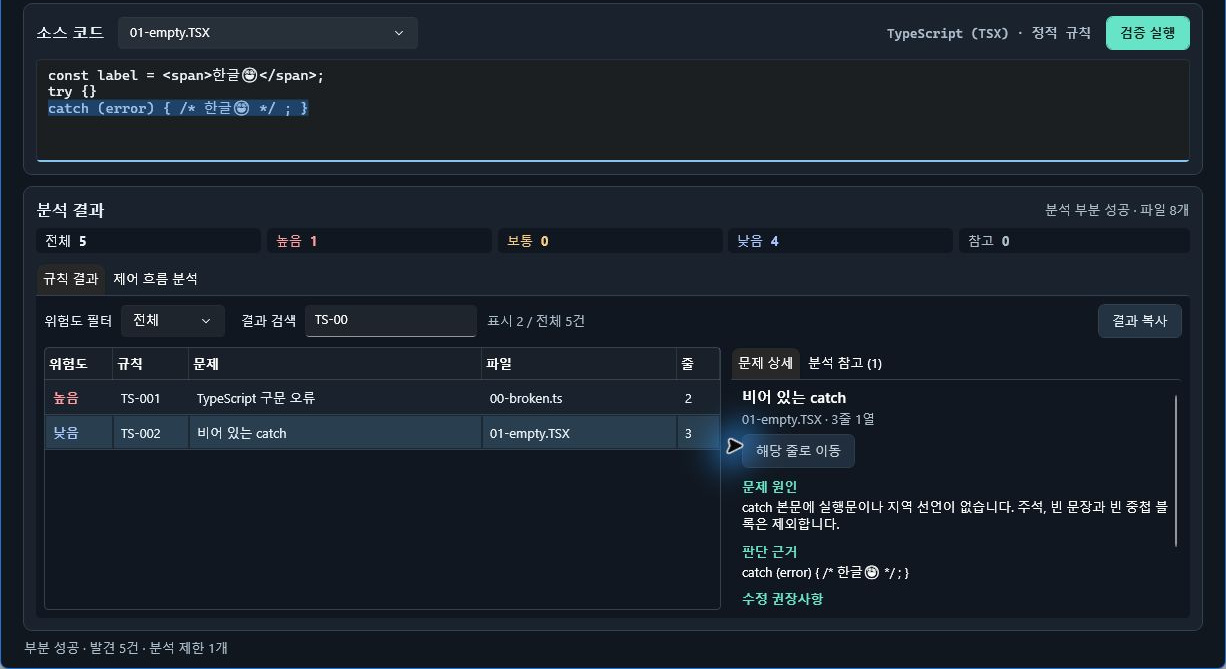 소스 코드 01-empty.TSX TypeScript (TSX) · 정적 규칙 검증 실행
const label = <span>한글😀</span>;
try {}
catch (error) { /* 한글😀 */ ; }
분석 결과 분석 부분 성공 · 파일 8개
전체 5 높음 1 보통 0 낮음 4 참고 0
규칙 결과 제어 흐름 분석
위험도 필터 전체 결과 검색 TS-00 표시 2 / 전체 5건 결과 복사
위험도 규칙 문제 파일 줄
높음 TS-001 TypeScript 구문 오류 00-broken.ts 2
낮음 TS-002 비어 있는 catch 01-empty.TSX 3
문제 상세 분석 참고 (1)
비어 있는 catch
01-empty.TSX · 3줄 1열
해당 줄로 이동
문제 원인
catch 본문에 실행문이나 지역 선언이 없습니다. 주석, 빈 문장과 빈 중첩 블
록은 제외합니다.
판단 근거
catch (error) { /* 한글😀 */ ; }
수정 권장사항
부분 성공 · 발견 5건 · 분석 제한 1개